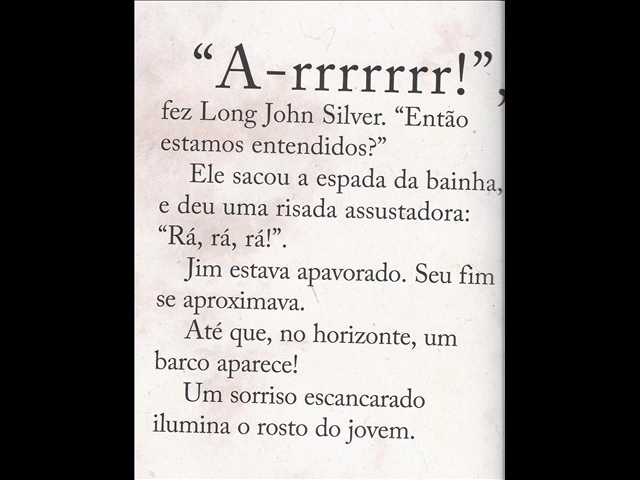 “A-rrrrrrr!”,
fez Long John Silver. “Então
estamos entendidos?”
Ele sacou a espada da bainha,
e deu uma risada assustadora:
“Rá, rá, rá!”.
Jim estava apavorado. Seu fim
se aproximava.
Até que, no horizonte, um
barco aparece!
Um sorriso escancarado
ilumina o rosto do jovem.